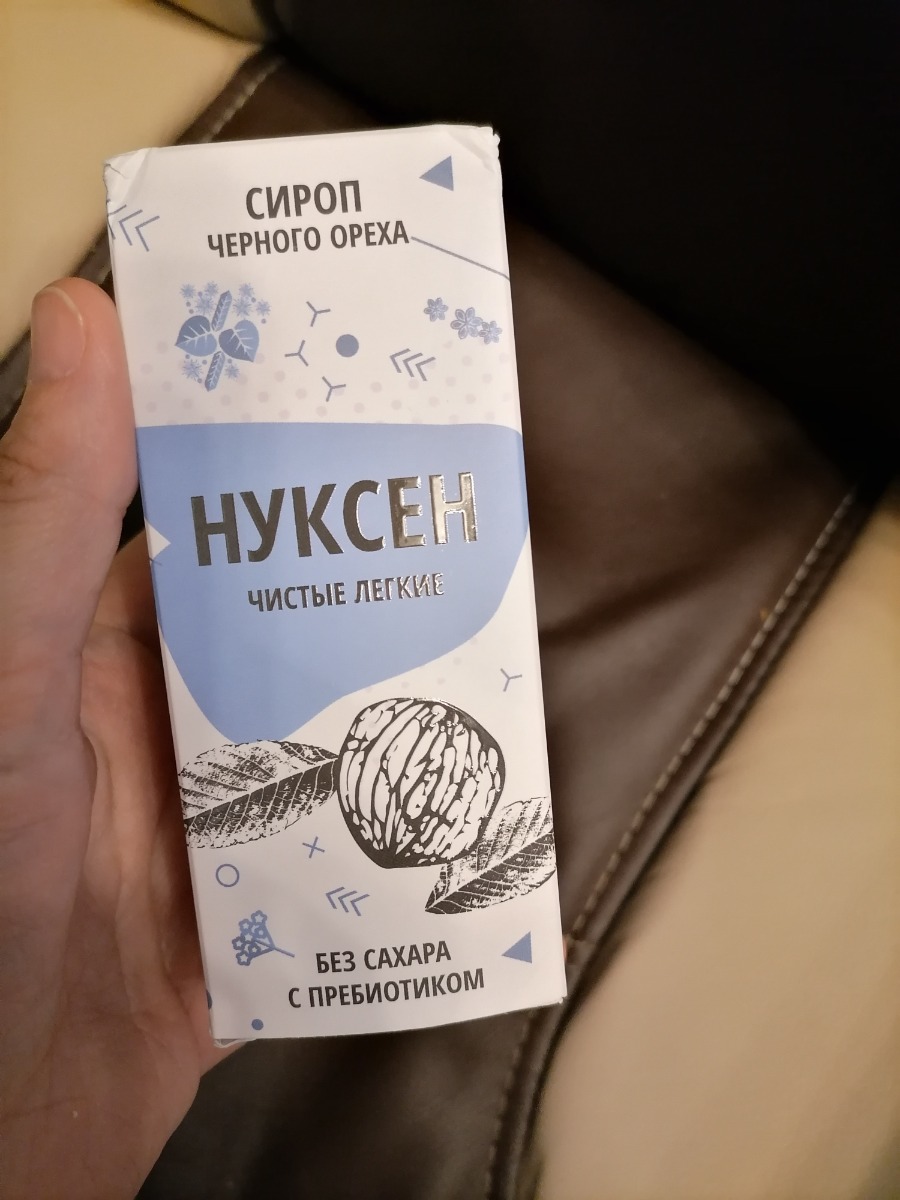 СИРОП
ЧЕРНОГО ОРЕХА
НУКСЕН
ЧИСТЫЕ ЛЕГКИЕ
БЕЗ САХАРА
С ПРЕБИОТИКОМ